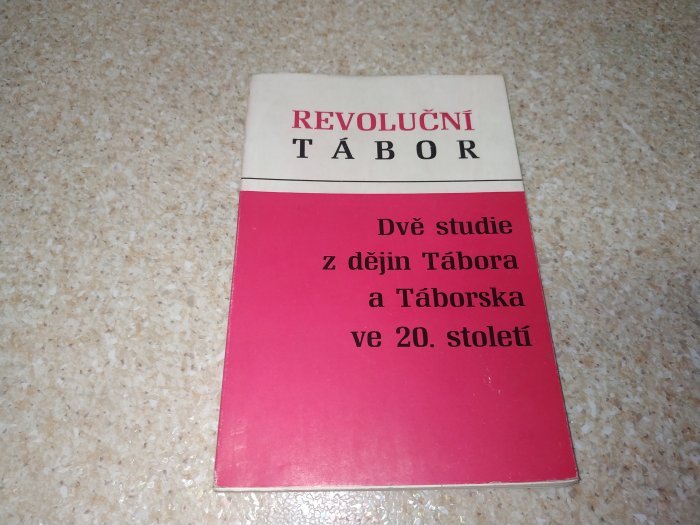 REVOLUČNÍ
TÁBOR
Dvě studie
z dějin Tábora
a Táborska
ve 20. století